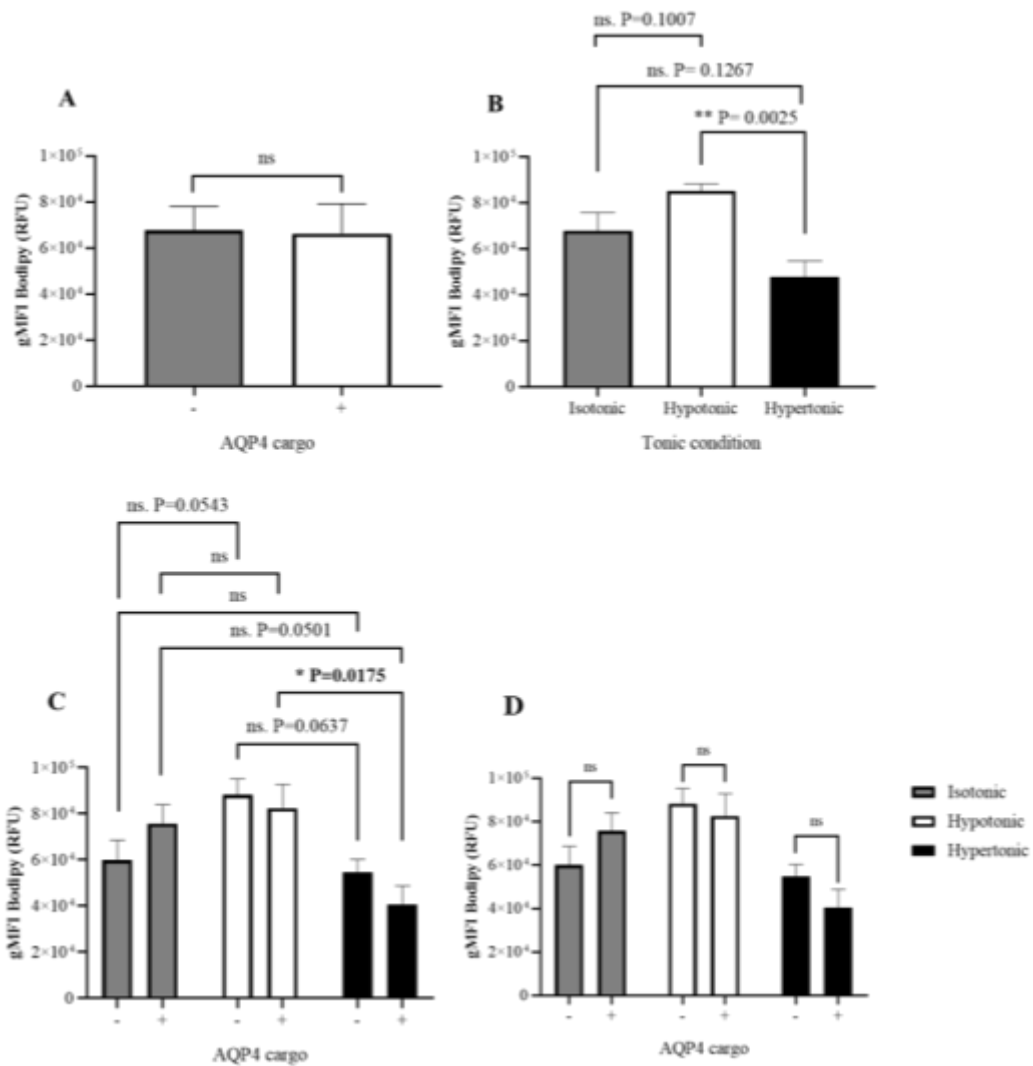 A
ns
1×10⁵
8×10⁴
6×10⁴
4×10⁴
2×10⁴
0
gMFI Bodipy (RFU)
- +
AQP4 cargo
B
ns. P=0.1007
ns. P= 0.1267
** P= 0.0025
1×10⁵
8×10⁴
6×10⁴
4×10⁴
2×10⁴
0
gMFI Bodipy (RFU)
Isotonic Hypotonic Hypertonic
Tonic condition
ns. P=0.0543
ns
ns
ns. P=0.0501
* P=0.0175
C
ns. P=0.0637
1×10⁵
8×10⁴
6×10⁴
4×10⁴
2×10⁴
0
gMFI Bodipy (RFU)
- + - + - +
AQP4 cargo
D
ns
ns
ns
1×10⁵
8×10⁴
6×10⁴
4×10⁴
2×10⁴
0
gMFI Bodipy (RFU)
- + - + - +
AQP4 cargo
Isotonic
Hypotonic
Hypertonic